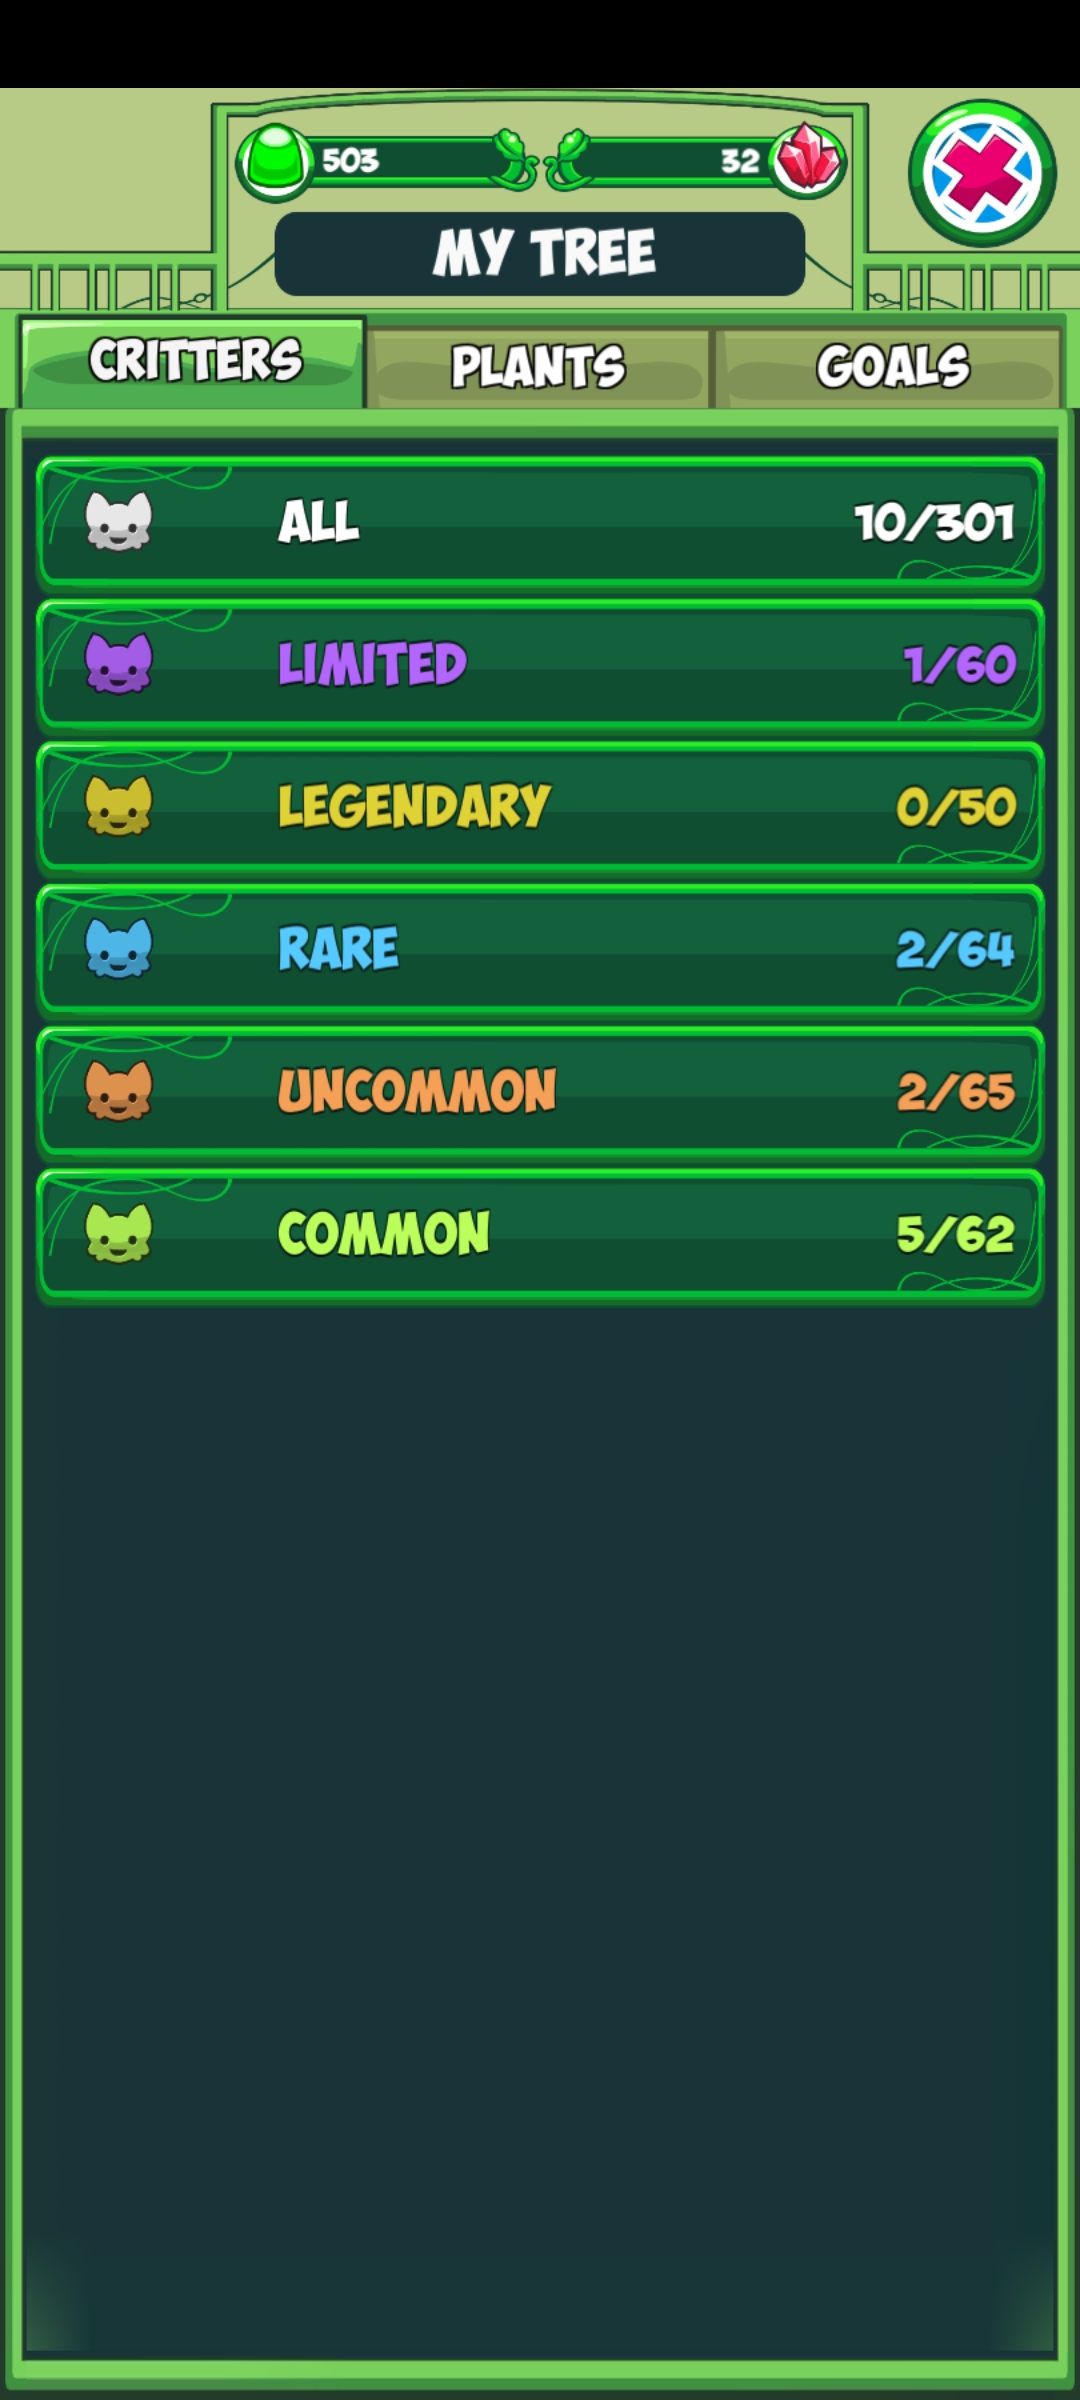 503
32
MY TREE
CRITTERS
PLANTS
GOALS
ALL 10/301
LIMITED 1/60
LEGENDARY 0/50
RARE 2/64
UNCOMMON 2/65
COMMON 5/62